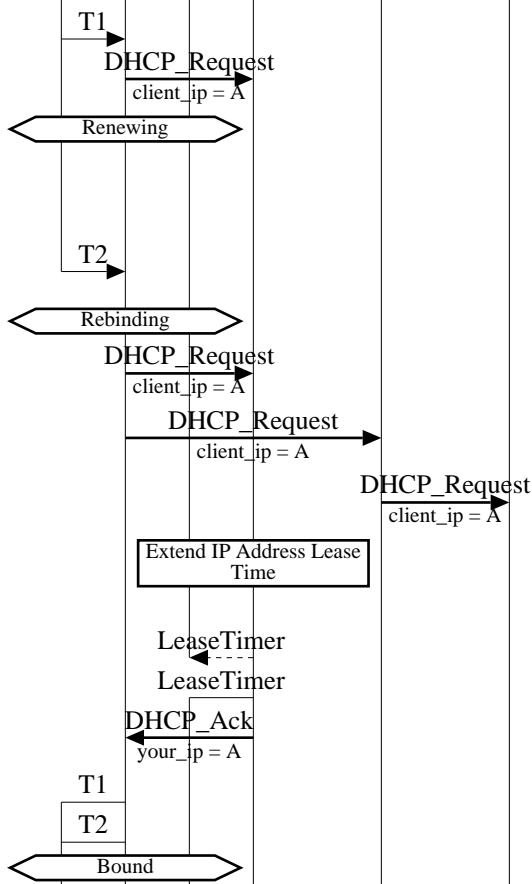 T1
DHCP_Request
client_ip = A
Renewing
T2
Rebinding
DHCP_Request
client_ip = A
DHCP_Request
client_ip = A
DHCP_Request
client_ip = A
Extend IP Address Lease
Time
LeaseTimer
LeaseTimer
DHCP_Ack
your_ip = A
T1
T2
Bound